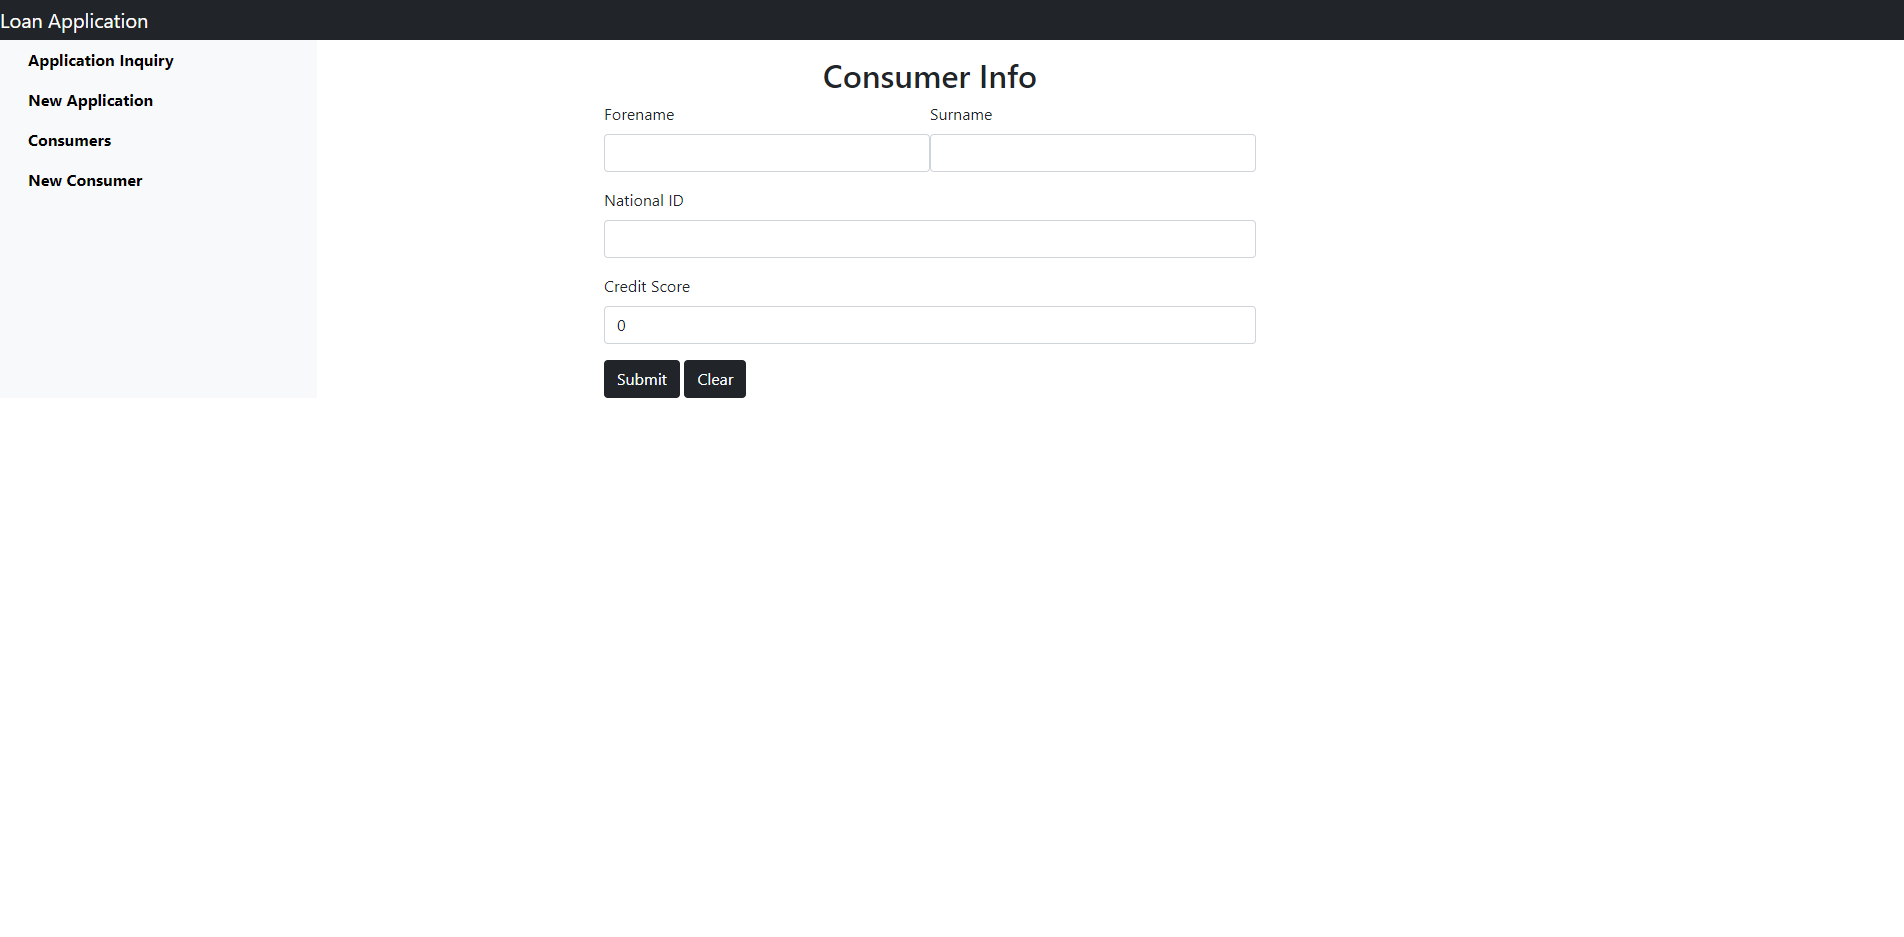 Loan Application
Application Inquiry
New Application
Consumers
New Consumer
Consumer Info
Forename Surname
National ID
Credit Score
0
Submit Clear